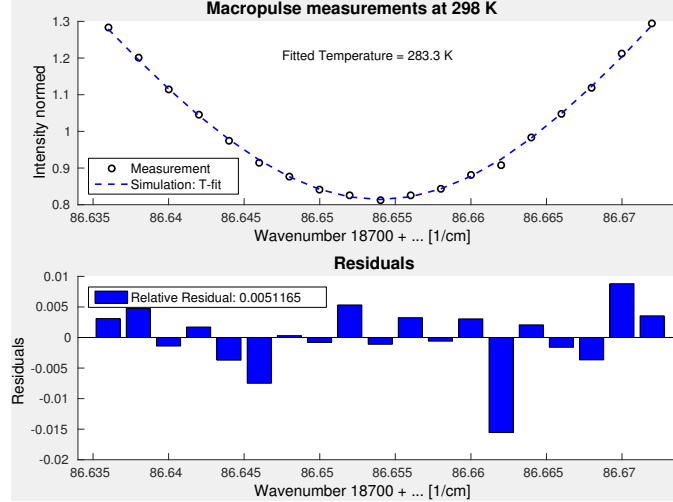 Macropulse measurements at 298 K
1.3
1.2
1.1
1
0.9
0.8
Intensity normed
Fitted Temperature = 283.3 K
Measurement
Simulation: T-fit
86.635 86.64 86.645 86.65 86.655 86.66 86.665 86.67
Wavenumber 18700 + ... [1/cm]
Residuals
0.01
0.005
0
-0.005
-0.01
-0.015
-0.02
Residuals
Relative Residual: 0.0051165
86.635 86.64 86.645 86.65 86.655 86.66 86.665 86.67
Wavenumber 18700 + ... [1/cm]